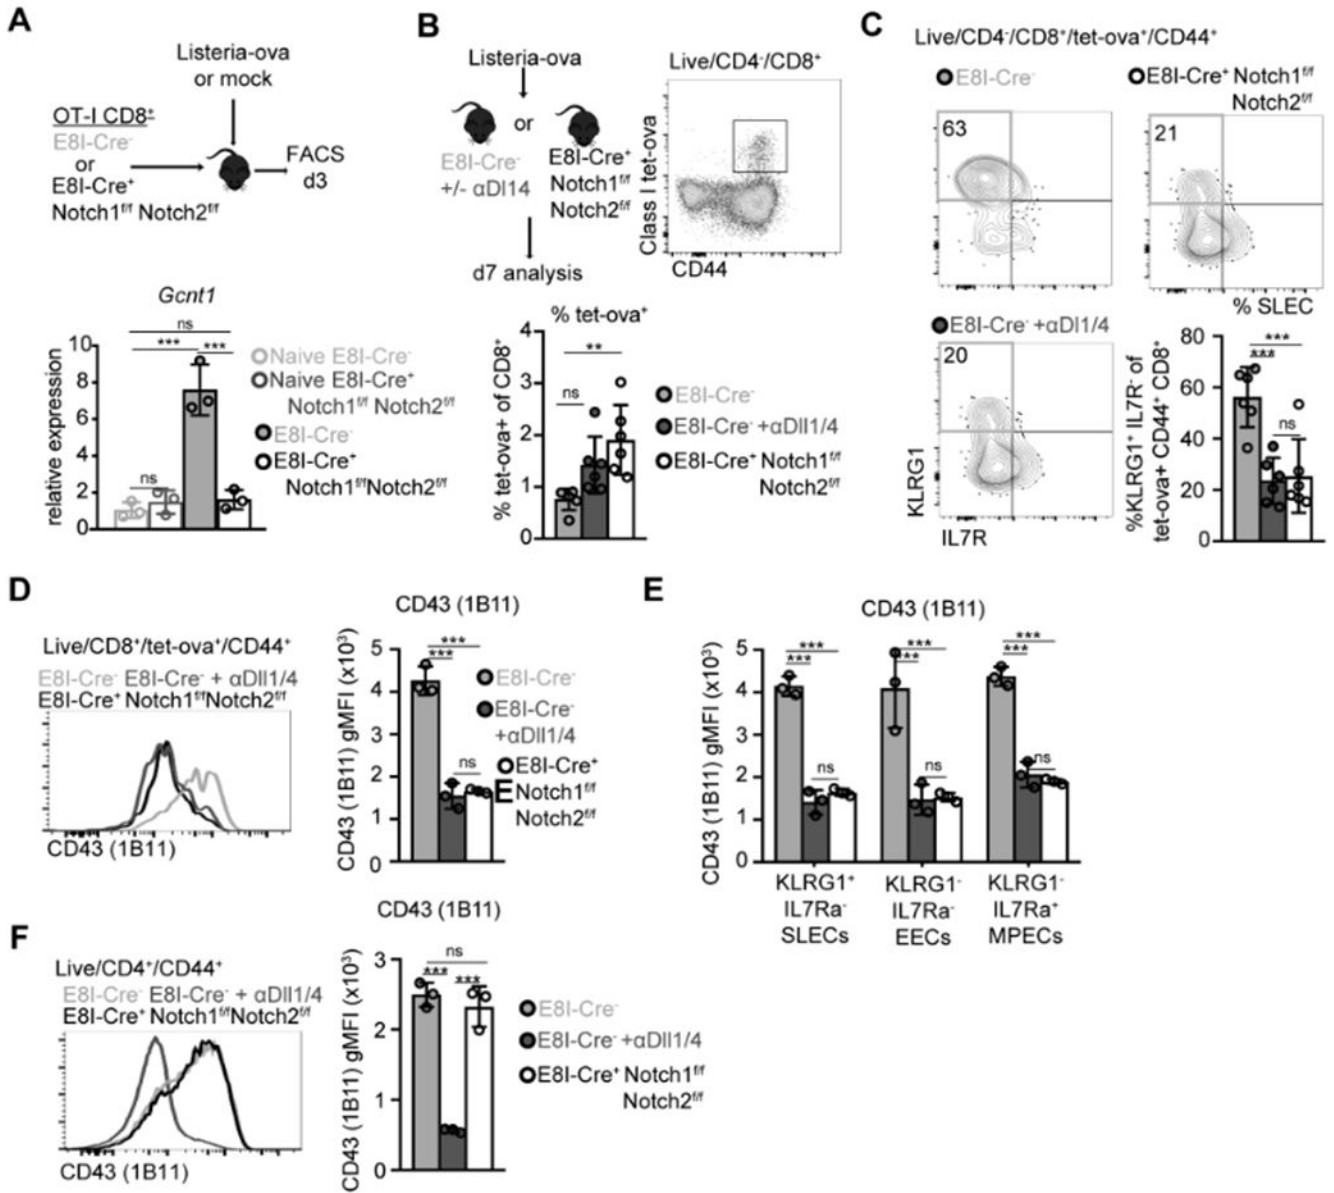 A
Listeria-ova
or mock
OT-I CD8⁺
E8I-Cre⁻
or
E8I-Cre⁺
Notch1ᶠ/ᶠ Notch2ᶠ/ᶠ
FACS
d3
Gcnt1
relative expression
10
8
6
4
2
0
ns
***
***
ns
Naive E8I-Cre⁻
Naive E8I-Cre⁺
Notch1ᶠ/ᶠ Notch2ᶠ/ᶠ
E8I-Cre⁻
E8I-Cre⁺
Notch1ᶠ/ᶠNotch2ᶠ/ᶠ
B
Listeria-ova
or
E8I-Cre⁻
+/- αDl14
E8I-Cre⁺
Notch1ᶠ/ᶠ
Notch2ᶠ/ᶠ
d7 analysis
Live/CD4⁻/CD8⁺
Class I tet-ova
CD44
% tet-ova⁺
% tet-ova+ of CD8⁺
4
3
2
1
0
**
ns
E8I-Cre⁻
E8I-Cre⁻ +αDll1/4
E8I-Cre⁺ Notch1ᶠ/ᶠ
Notch2ᶠ/ᶠ
C
Live/CD4⁻/CD8⁺/tet-ova⁺/CD44⁺
E8I-Cre⁻
E8I-Cre⁺ Notch1ᶠ/ᶠ
Notch2ᶠ/ᶠ
63
21
E8I-Cre⁻ +αDl1/4
20
KLRG1
IL7R
% SLEC
%KLRG1⁺ IL7R⁻ of
tet-ova+ CD44⁺ CD8⁺
80
60
40
20
0
***
***
ns
D
Live/CD8⁺/tet-ova⁺/CD44⁺
E8I-Cre⁻ E8I-Cre⁻ + αDll1/4
E8I-Cre⁺ Notch1ᶠ/ᶠNotch2ᶠ/ᶠ
CD43 (1B11)
CD43 (1B11)
CD43 (1B11) gMFI (x10³)
5
4
3
2
1
0
***
***
ns
E8I-Cre⁻
E8I-Cre⁻
+αDll1/4
E8I-Cre⁺
E Notch1ᶠ/ᶠ
Notch2ᶠ/ᶠ
E
CD43 (1B11)
CD43 (1B11) gMFI (x10³)
5
4
3
2
1
0
***
***
ns
***
**
ns
***
***
ns
KLRG1⁺
IL7Ra⁻
SLECs
KLRG1⁻
IL7Ra⁻
EECs
KLRG1⁻
IL7Ra⁺
MPECs
F
Live/CD4⁺/CD44⁺
E8I-Cre⁻ E8I-Cre⁻ + αDll1/4
E8I-Cre⁺ Notch1ᶠ/ᶠNotch2ᶠ/ᶠ
CD43 (1B11)
CD43 (1B11)
CD43 (1B11) gMFI (x10³)
3
2
1
0
ns
***
***
E8I-Cre⁻
E8I-Cre⁻ +αDll1/4
E8I-Cre⁺ Notch1ᶠ/ᶠ
Notch2ᶠ/ᶠ